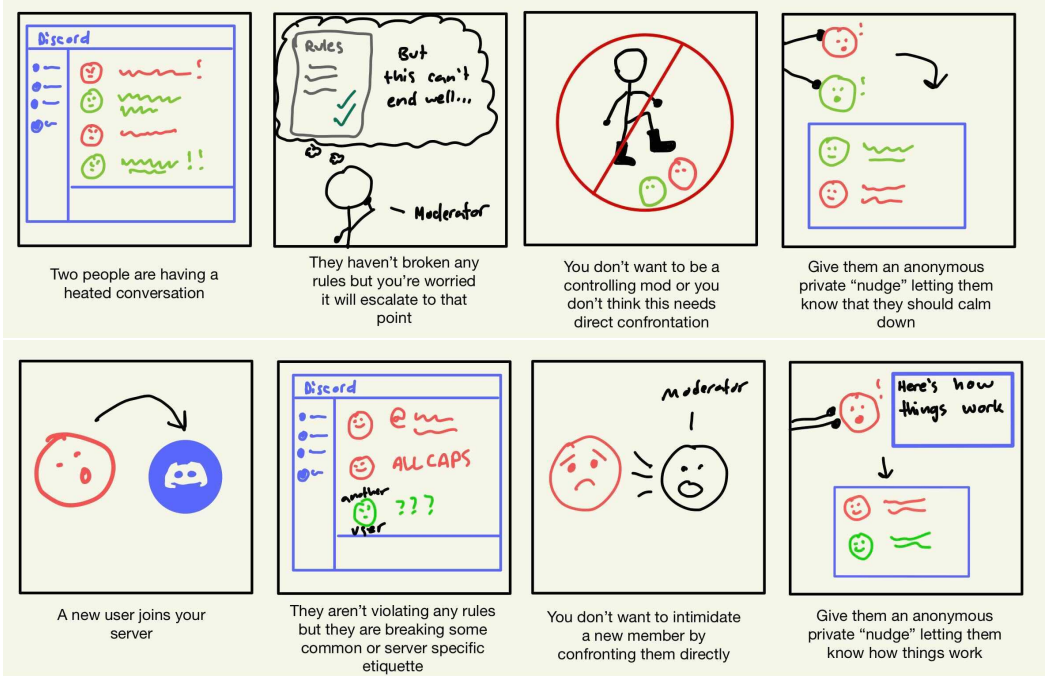 Discord
!
!!
Two people are having a
heated conversation
Rules
But
this can't
end well...
Moderator
They haven't broken any
rules but you're worried
it will escalate to that
point
You don't want to be a
controlling mod or you
don't think this needs
direct confrontation
!
!
Give them an anonymous
private “nudge” letting them
know that they should calm
down
A new user joins your
server
Discord
@
ALL CAPS
another
user
???
They aren't violating any rules
but they are breaking some
common or server specific
etiquette
Moderator
You don't want to intimidate
a new member by
confronting them directly
!
Here's how
things work
Give them an anonymous
private “nudge” letting them
know how things work